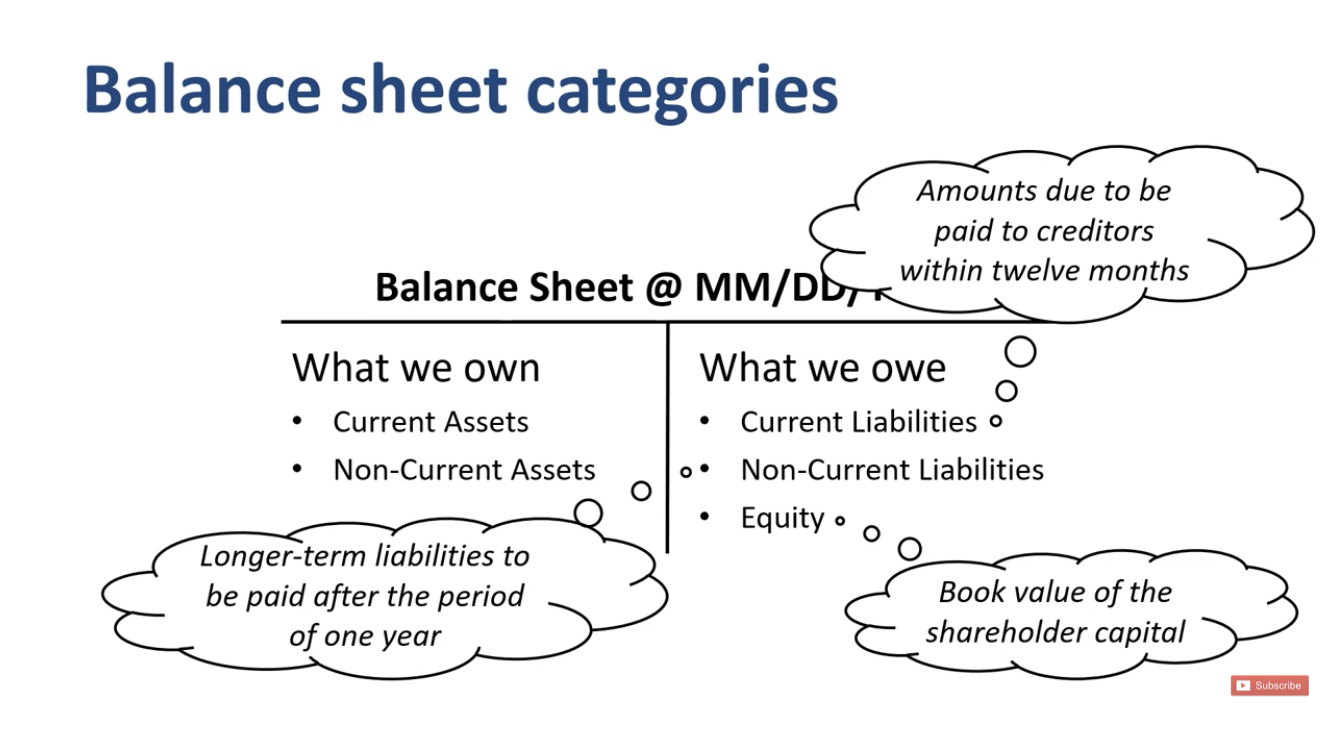 Balance sheet categories
Amounts due to be
paid to creditors
within twelve months
Balance Sheet @ MM/DD/
What we own
• Current Assets
• Non-Current Assets
What we owe
• Current Liabilities
• Non-Current Liabilities
• Equity
Longer-term liabilities to
be paid after the period
of one year
Book value of the
shareholder capital
Subscribe